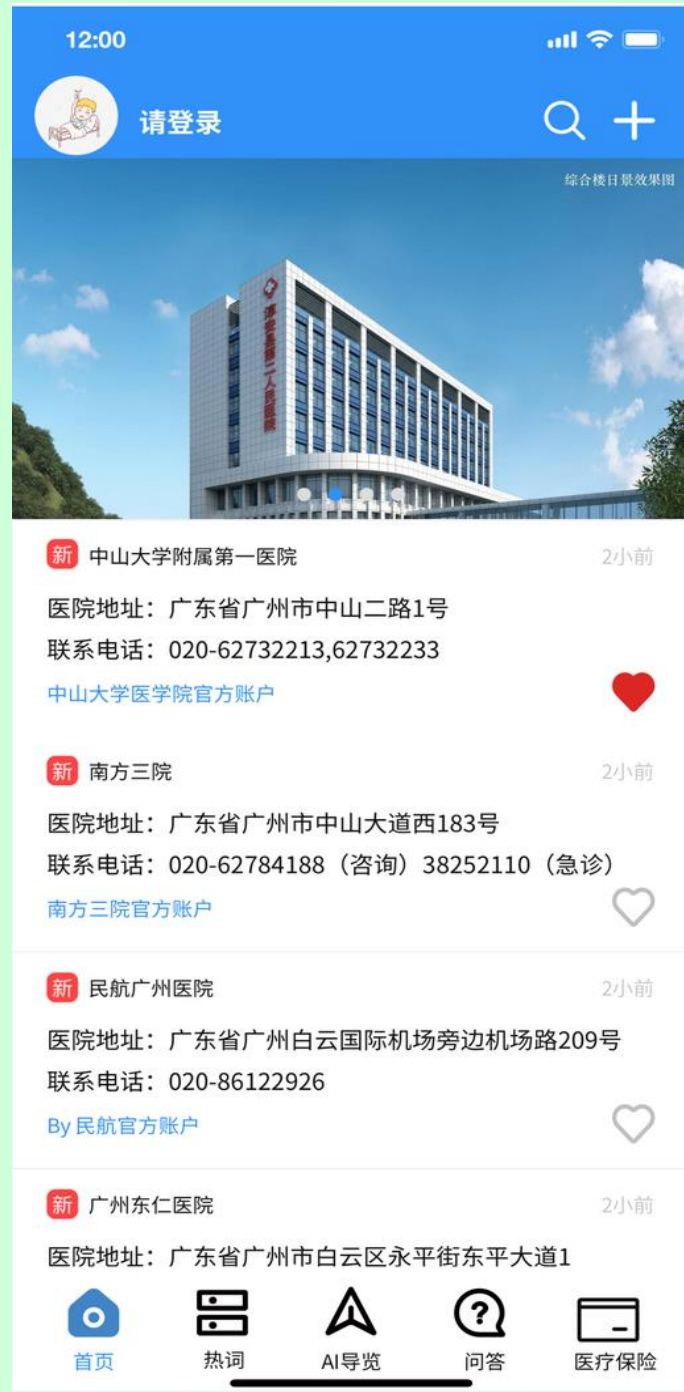 12:00
请登录
综合楼日景效果图
淳安县第二人民医院
新 中山大学附属第一医院 2小前
医院地址：广东省广州市中山二路1号
联系电话：020-62732213,62732233
中山大学医学院官方账户
新 南方三院 2小前
医院地址：广东省广州市中山大道西183号
联系电话：020-62784188（咨询）38252110（急诊）
南方三院官方账户
新 民航广州医院 2小前
医院地址：广东省广州白云国际机场旁边机场路209号
联系电话：020-86122926
By 民航官方账户
新 广州东仁医院 2小前
医院地址：广东省广州市白云区永平街东平大道1
首页 热词 AI导览 问答 医疗保险